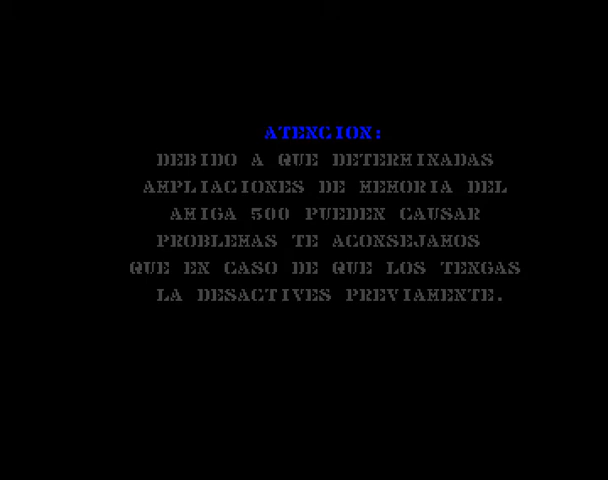 ATENCION:
DEBIDO A QUE DETERMINADAS
AMPLIACIONES DE MEMORIA DEL
AMIGA 500 PUEDEN CAUSAR
PROBLEMAS TE ACONSEJAMOS
QUE EN CASO DE QUE LOS TENGAS
LA DESACTIVES PREVIAMENTE.